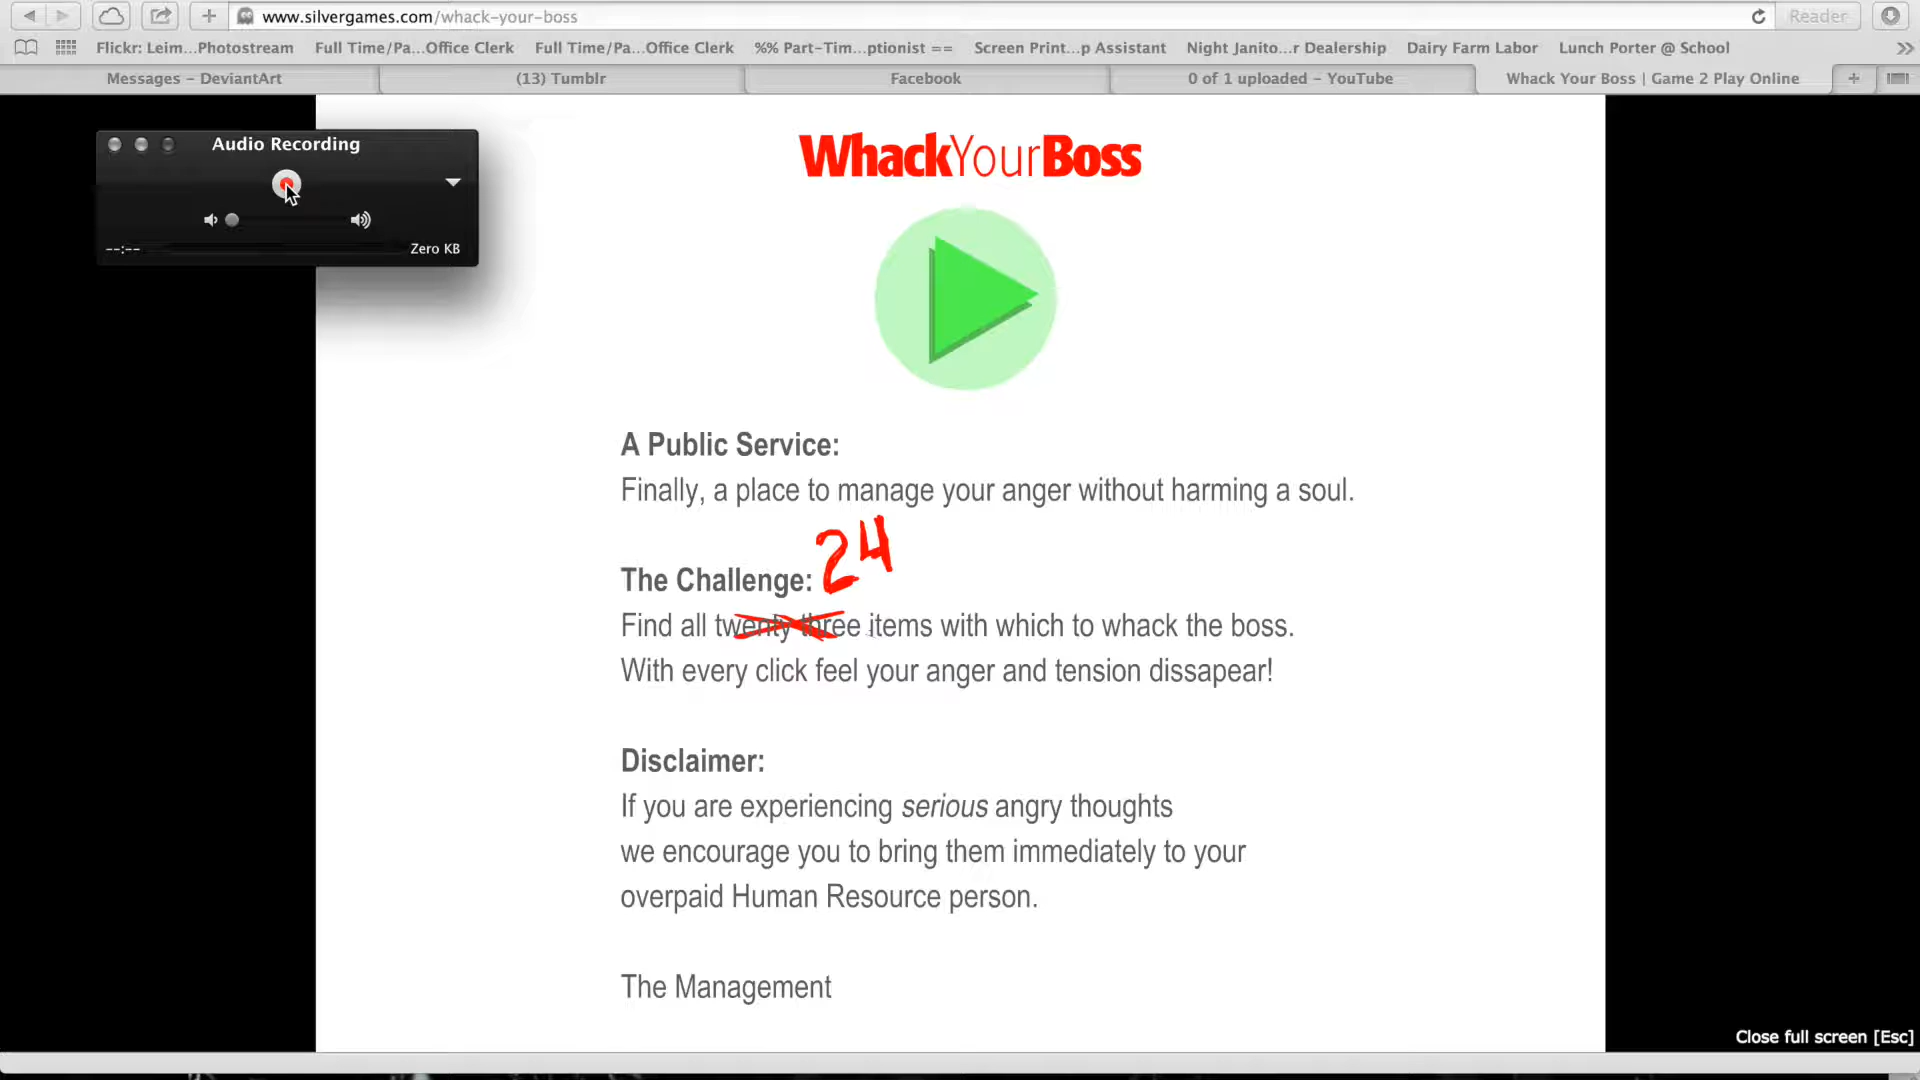 www.silvergames.com/whack-your-boss
Reader
Flickr: Leim...Photostream Full Time/Pa...Office Clerk Full Time/Pa...Office Clerk %% Part-Tim...ptionist == Screen Print...p Assistant Night Janito...r Dealership Dairy Farm Labor Lunch Porter @ School
Messages – DeviantArt (13) Tumblr Facebook 0 of 1 uploaded – YouTube Whack Your Boss | Game 2 Play Online
Audio Recording
--:-- Zero KB
WhackYourBoss
A Public Service:
Finally, a place to manage your anger without harming a soul.
24
The Challenge:
Find all twenty three items with which to whack the boss.
With every click feel your anger and tension dissapear!
Disclaimer:
If you are experiencing serious angry thoughts
we encourage you to bring them immediately to your
overpaid Human Resource person.
The Management
Close full screen [Esc]